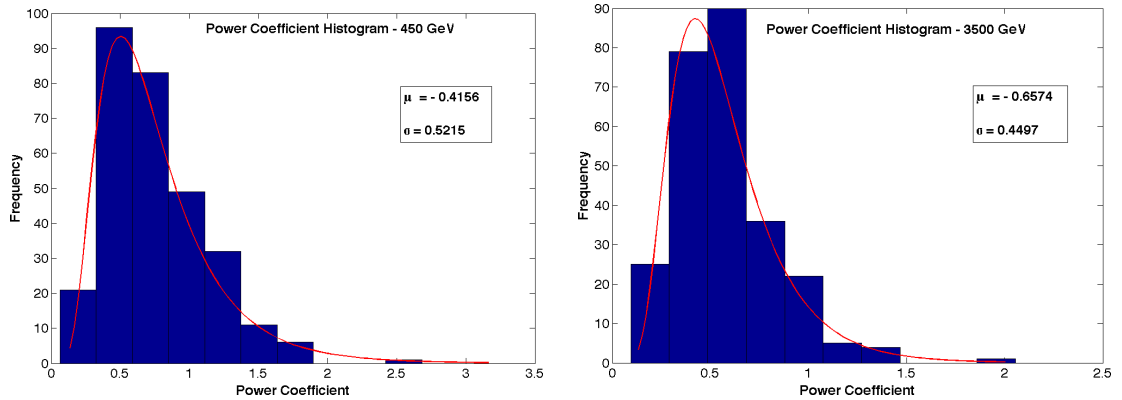 Power Coefficient Histogram - 450 GeV
μ = - 0.4156
σ = 0.5215
Frequency
100
90
80
70
60
50
40
30
20
10
0
0 0.5 1 1.5 2 2.5 3 3.5
Power Coefficient
Power Coefficient Histogram - 3500 GeV
μ = - 0.6574
σ = 0.4497
Frequency
90
80
70
60
50
40
30
20
10
0
0 0.5 1 1.5 2 2.5
Power Coefficient